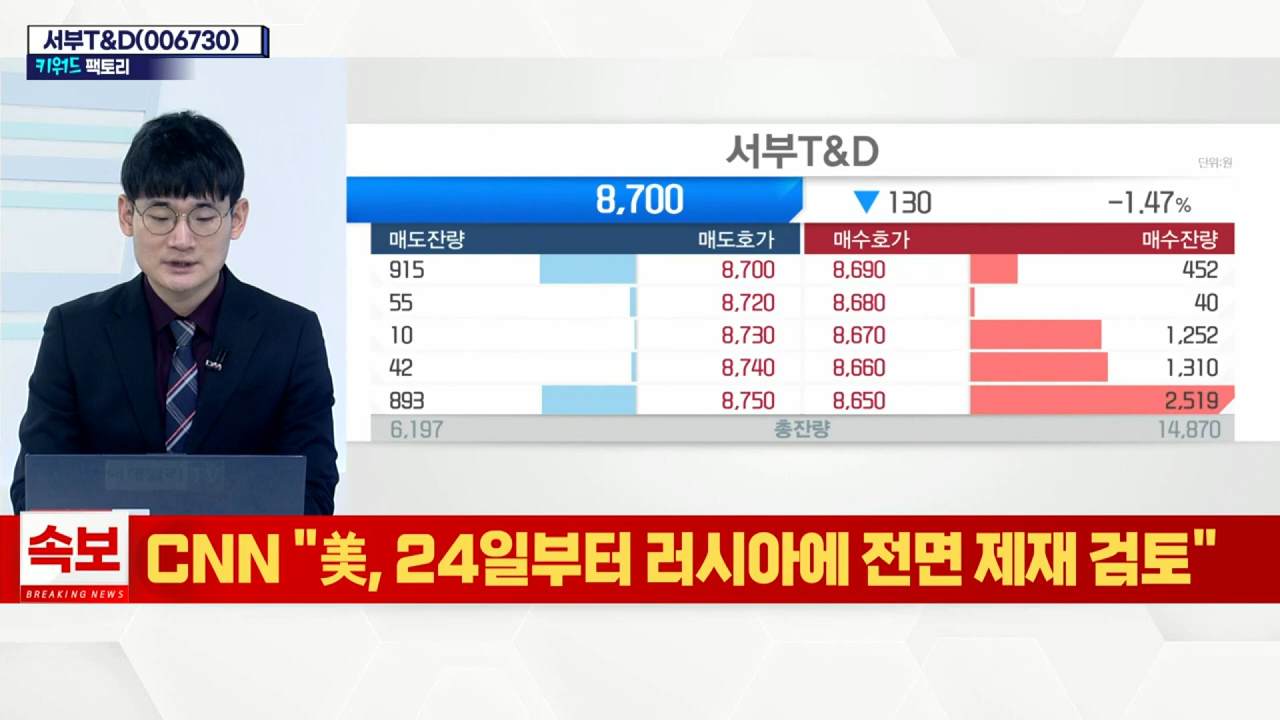 서부T&D(006730)
키워드 팩토리
서부T&D
단위:원
8,700 ▼ 130 -1.47%
매도잔량 매도호가 매수호가 매수잔량
915 8,700 8,690 452
55 8,720 8,680 40
10 8,730 8,670 1,252
42 8,740 8,660 1,310
893 8,750 8,650 2,519
6,197 총잔량 14,870
속보
BREAKING NEWS
CNN "美, 24일부터 러시아에 전면 제재 검토"